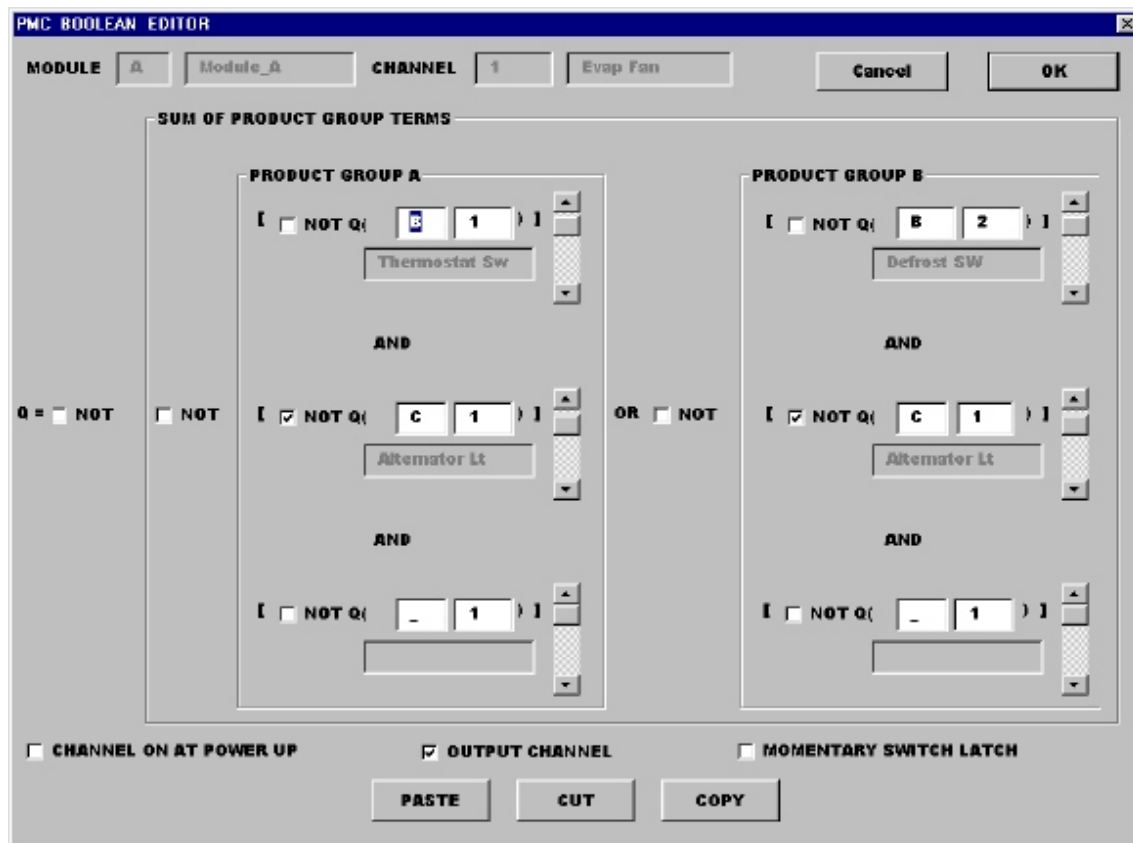 PMC BOOLEAN EDITOR
MODULE A Module_A CHANNEL 1 Evap Fan Cancel OK
SUM OF PRODUCT GROUP TERMS
PRODUCT GROUP A PRODUCT GROUP B
[ NOT Q( B 1 ) ] [ NOT Q( B 2 ) ]
Thermostat Sw Defrost SW
AND AND
Q = NOT NOT [ NOT Q( C 1 ) ] OR NOT [ NOT Q( C 1 ) ]
Alternator Lt Alternator Lt
AND AND
[ NOT Q( _ 1 ) ] [ NOT Q( _ 1 ) ]
CHANNEL ON AT POWER UP OUTPUT CHANNEL MOMENTARY SWITCH LATCH
PASTE CUT COPY